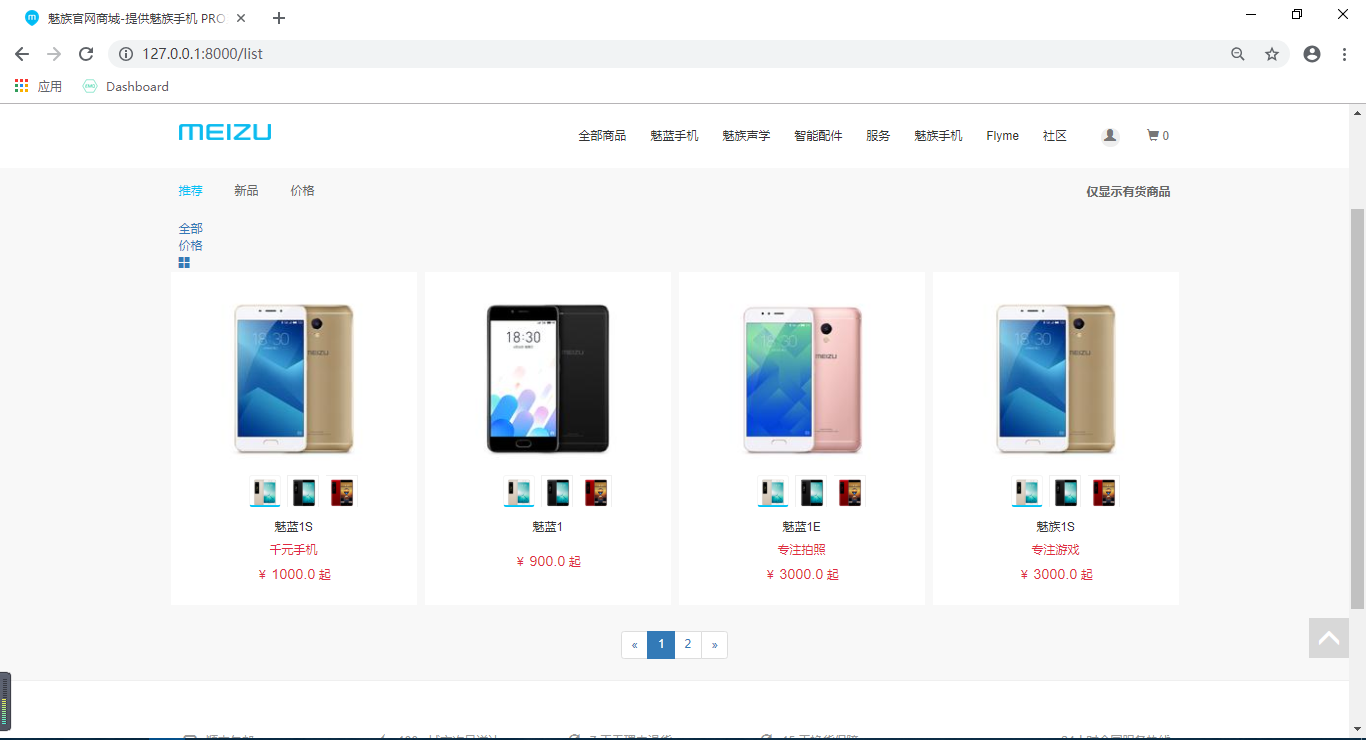 魅族官网商城-提供魅族手机 PRO
127.0.0.1:8000/list
应用 Dashboard
MEIZU 全部商品 魅蓝手机 魅族声学 智能配件 服务 魅族手机 Flyme 社区 0
推荐 新品 价格 仅显示有货商品
全部
价格
18:30 MEIZU
18:30 MEIZU
18:30 MEIZU
18:30 MEIZU
魅蓝1S 魅蓝1 魅蓝1E 魅族1S
千元手机 专注拍照 专注游戏
¥ 1000.0 起 ¥ 900.0 起 ¥ 3000.0 起 ¥ 3000.0 起
« 1 2 »